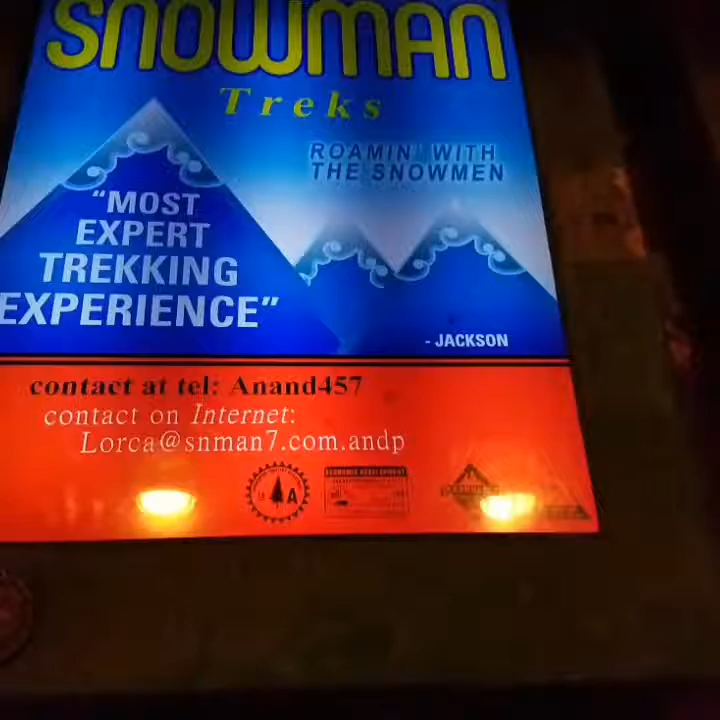 SNOWMAN
Treks
ROAMIN' WITH
THE SNOWMEN
"MOST
EXPERT
TREKKING
EXPERIENCE"
- JACKSON
contact at tel: Anand457
contact on Internet:
Lorca@snman7.com.andp
A